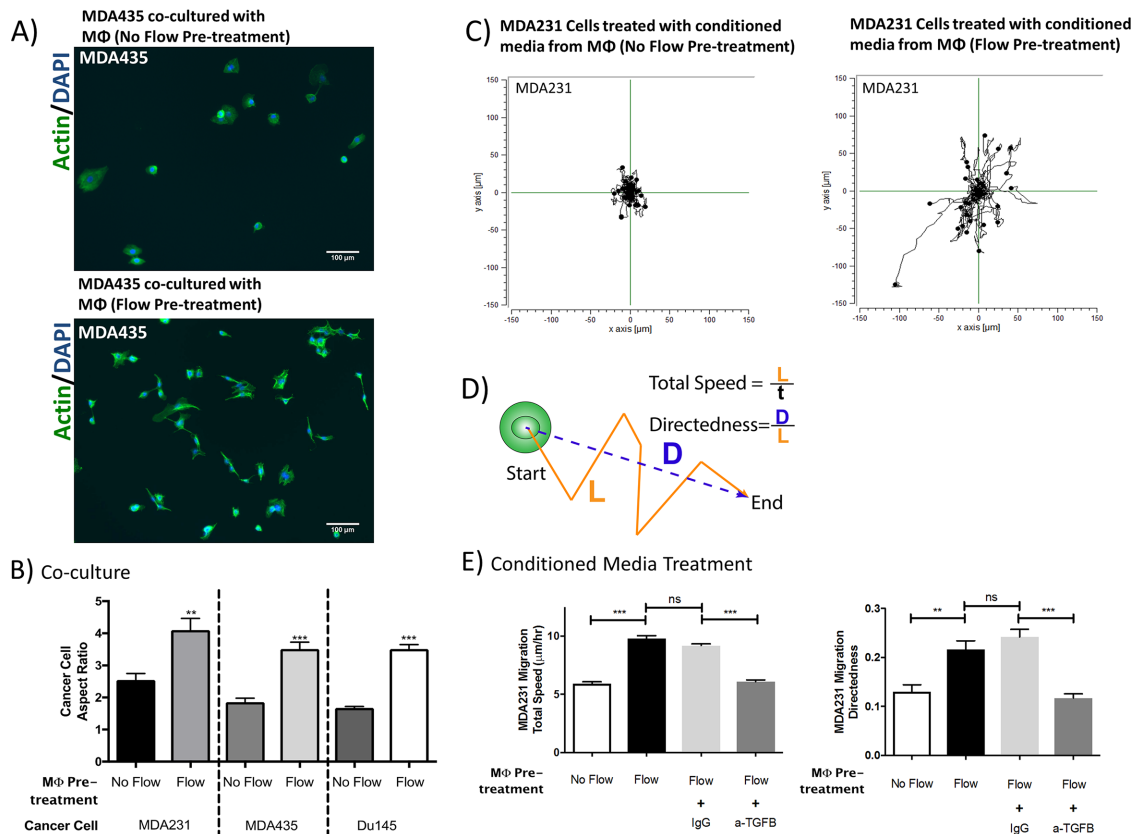 A)
MDA435 co-cultured with
MΦ (No Flow Pre-treatment)
MDA435
Actin/DAPI
100 µm
MDA435 co-cultured with
MΦ (Flow Pre-treatment)
MDA435
Actin/DAPI
100 µm
B) Co-culture
Cancer Cell
Aspect Ratio
5
4
3
2
1
0
**
***
***
MΦ Pre-
treatment
No Flow Flow No Flow Flow No Flow Flow
Cancer Cell
MDA231 MDA435 Du145
C)
MDA231 Cells treated with conditioned
media from MΦ (No Flow Pre-treatment)
MDA231
y axis [µm]
150
100
50
0
-50
-100
-150
-150 -100 -50 0 50 100 150
x axis [µm]
MDA231 Cells treated with conditioned
media from MΦ (Flow Pre-treatment)
MDA231
y axis [µm]
150
100
50
0
-50
-100
-150
-150 -100 -50 0 50 100 150
x axis [µm]
D)
Total Speed = L
t
Directedness= D
L
Start
L
D
End
E) Conditioned Media Treatment
MDA231 Migration
Total Speed (µm/hr)
10
5
0
***
ns
***
MΦ Pre-
treatment
No Flow Flow Flow Flow
+ +
IgG a-TGFB
MDA231 Migration
Directedness
0.3
0.2
0.1
0.0
**
ns
***
MΦ Pre-
treatment
No Flow Flow Flow Flow
+ +
IgG a-TGFB